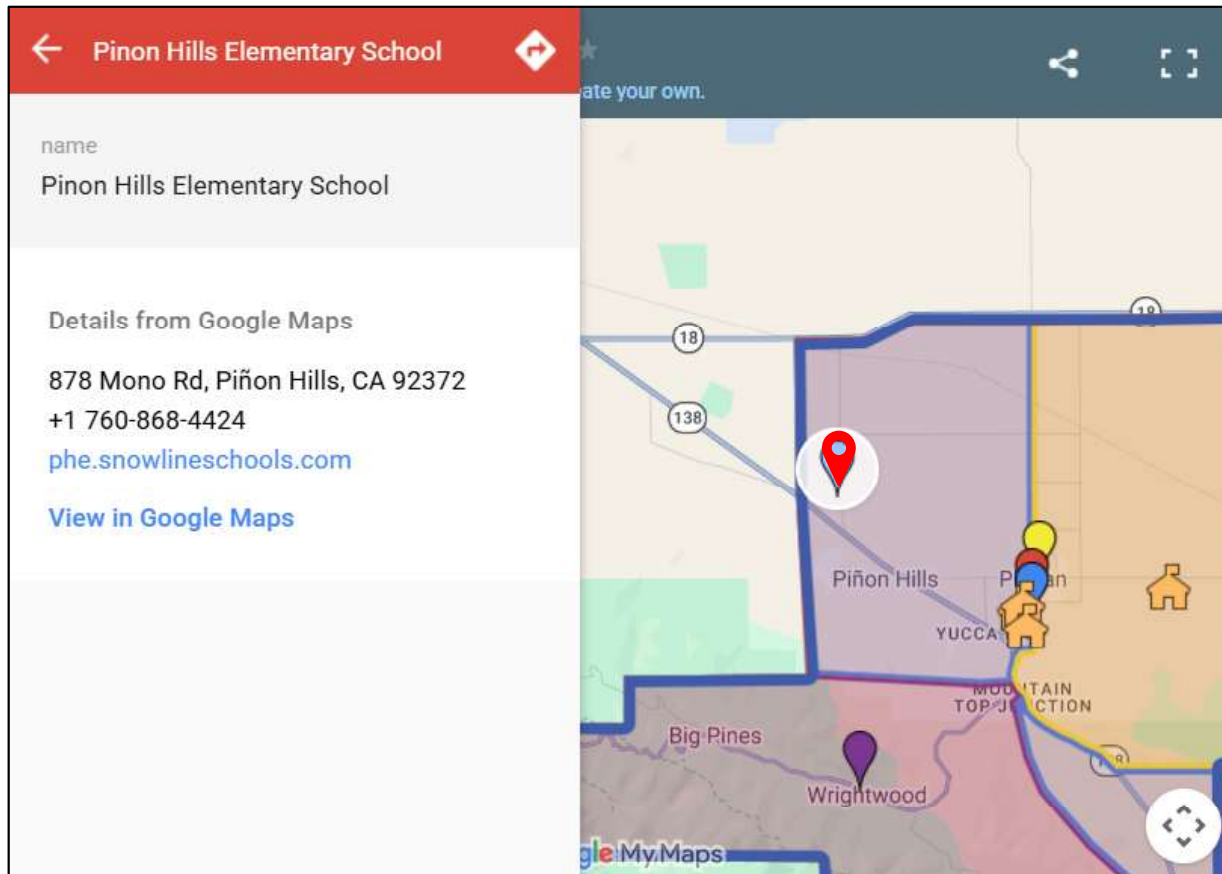 Pinon Hills Elementary School
ate your own.
name
Pinon Hills Elementary School
Details from Google Maps
878 Mono Rd, Piñon Hills, CA 92372
+1 760-868-4424
phe.snowlineschools.com
View in Google Maps
18
18
138
Piñon Hills
YUCCA
MOUNTAIN
TOP JUNCTION
Big Pines
Wrightwood
gle My Maps